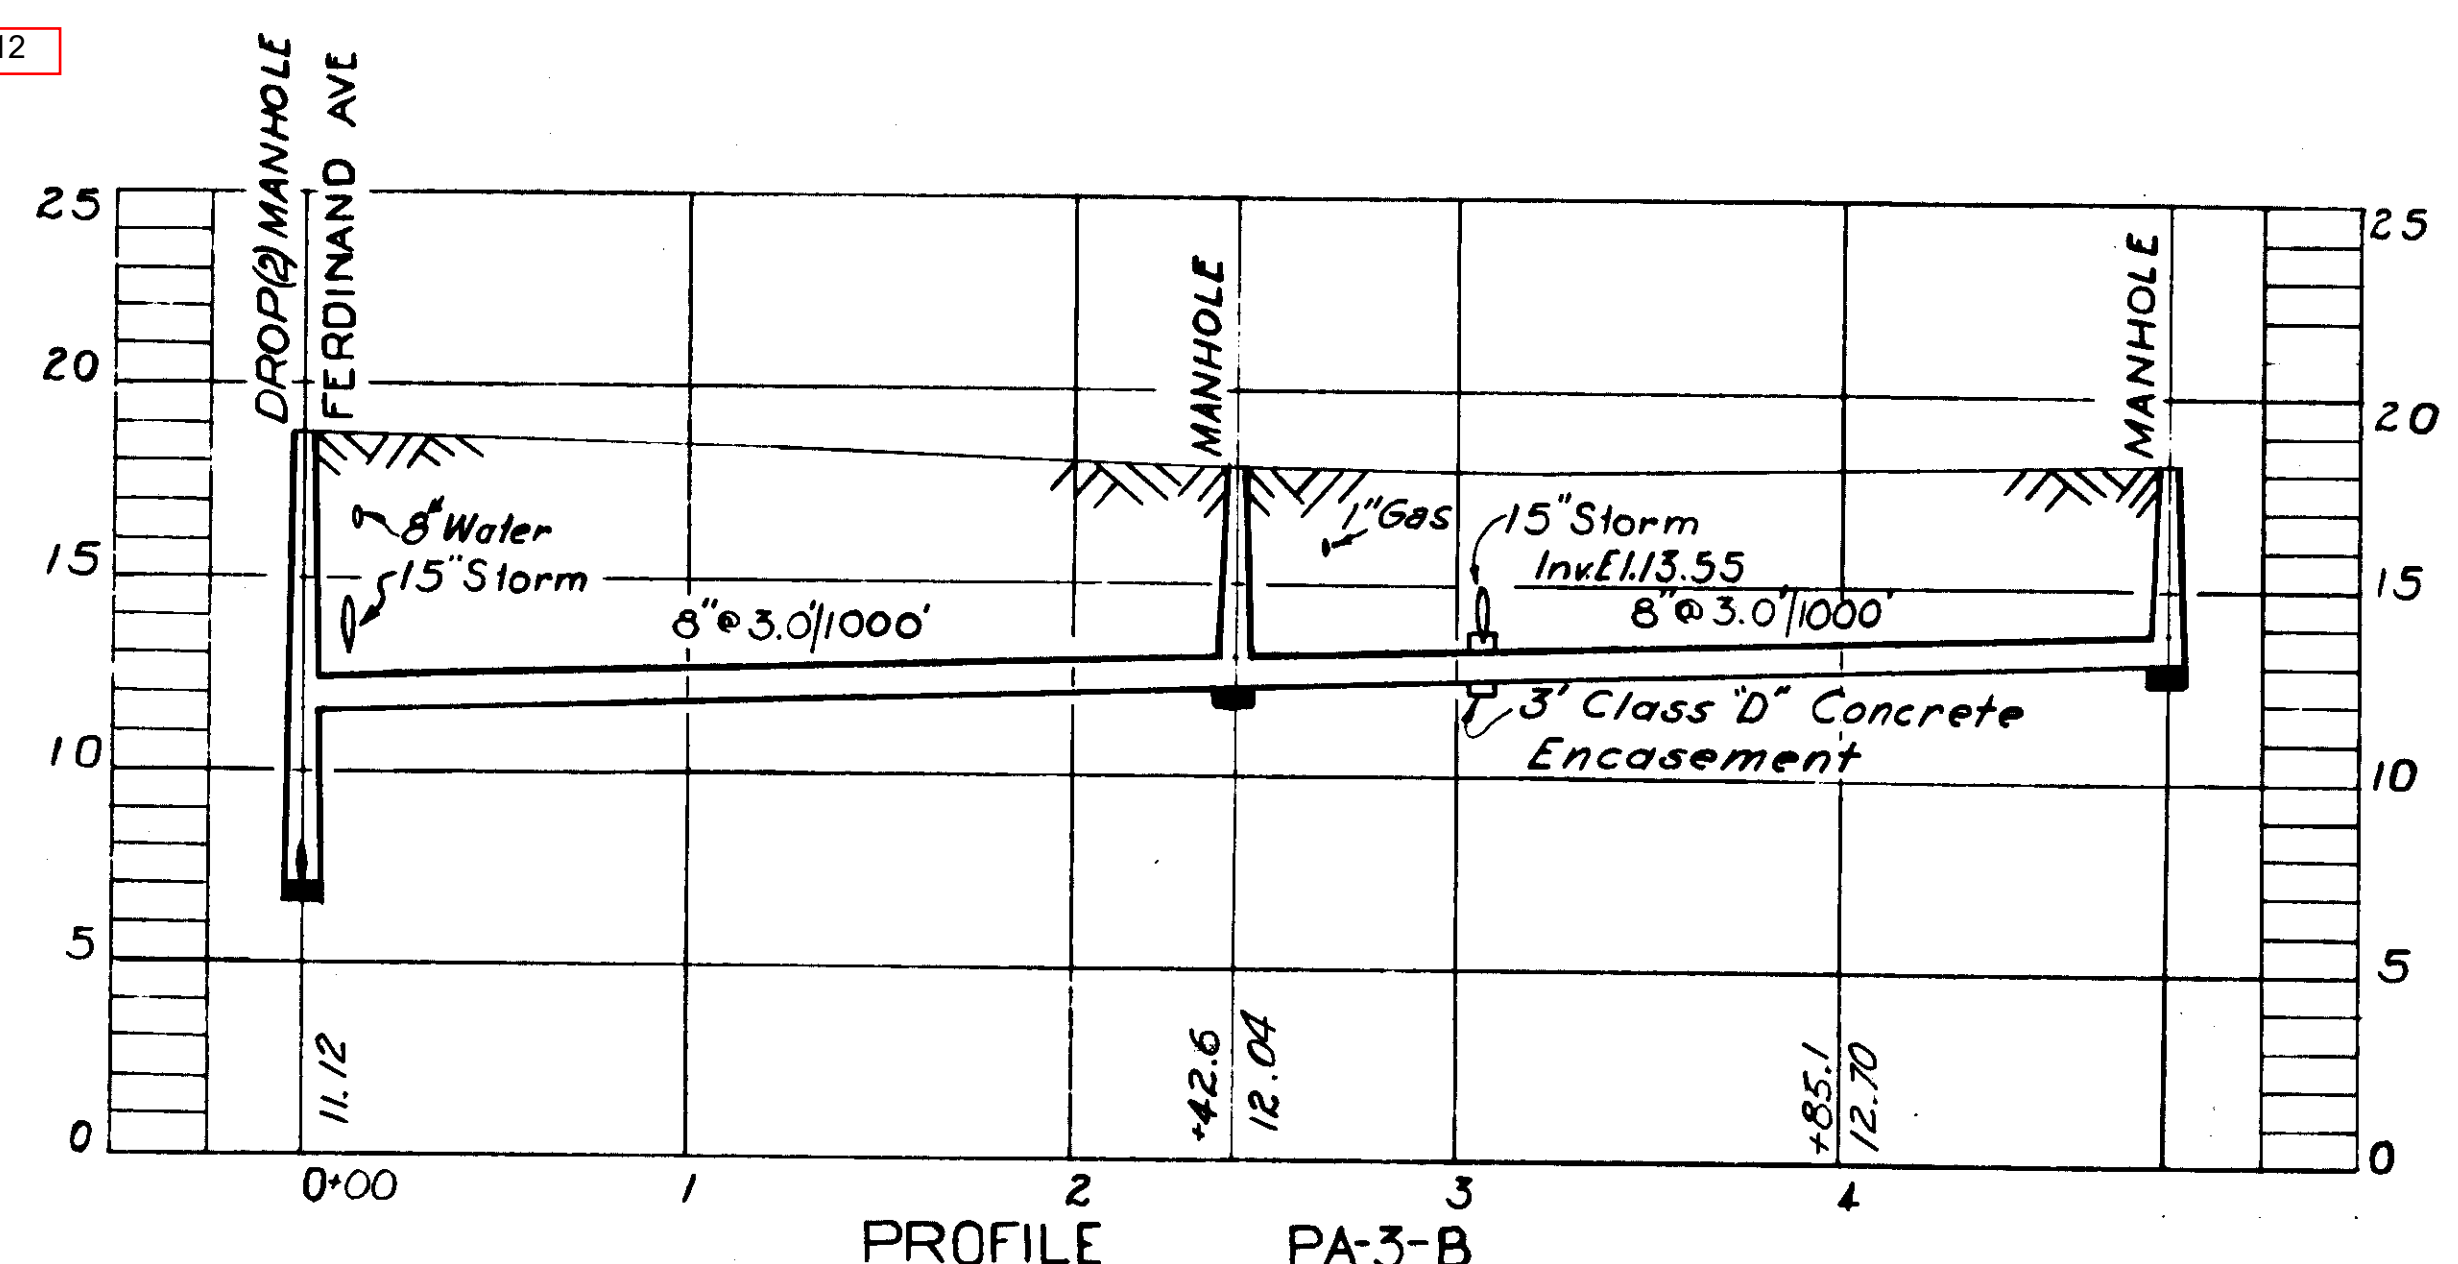 12
DROP(2) MANHOLE
FERDINAND AVE
MANHOLE
MANHOLE
25
20
15
10
5
0
25
20
15
10
5
0
8" Water
15" Storm
8" @ 3.0'/1000'
1" Gas
15" Storm
Inv. El. 13.55
8" @ 3.0'/1000'
3' Class "D" Concrete
Encasement
11.12
+42.6
12.04
+85.1
12.70
0+00
1
2
3
4
PROFILE PA-3-B